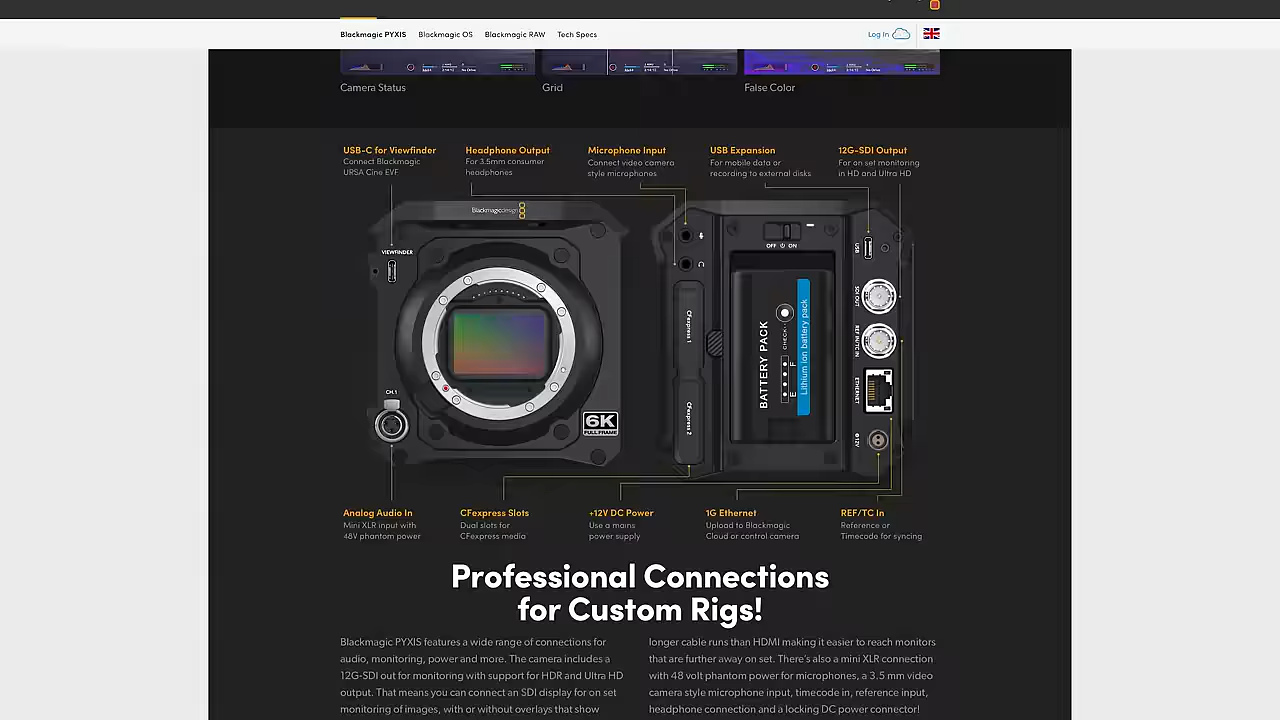 Blackmagic PYXIS Blackmagic OS Blackmagic RAW Tech Specs
Log In
Camera Status
Grid
False Color
USB-C for Viewfinder
Connect Blackmagic
URSA Cine EVF
Headphone Output
For 3.5mm consumer
headphones
Microphone Input
Connect video camera
style microphones
USB Expansion
For mobile data or
recording to external disks
12G-SDI Output
For on set monitoring
in HD and Ultra HD
Blackmagicdesign
VIEWFINDER
CH.1
6K
FULL FRAME
OFF ON
CFexpress 1
CFexpress 2
BATTERY PACK
CHECK
E F
Lithium ion battery pack
USB
SDI OUT
REF IN/TC IN
ETHERNET
12V
Analog Audio In
Mini XLR input with
48V phantom power
CFexpress Slots
Dual slots for
CFexpress media
+12V DC Power
Use a mains
power supply
1G Ethernet
Upload to Blackmagic
Cloud or control camera
REF/TC In
Reference or
Timecode for syncing
Professional Connections
for Custom Rigs!
Blackmagic PYXIS features a wide range of connections for
audio, monitoring, power and more. The camera includes a
12G-SDI out for monitoring with support for HDR and Ultra HD
output. That means you can connect an SDI display for on set
monitoring of images, with or without overlays that show
longer cable runs than HDMI making it easier to reach monitors
that are further away on set. There's also a mini XLR connection
with 48 volt phantom power for microphones, a 3.5 mm video
camera style microphone input, timecode in, reference input,
headphone connection and a locking DC power connector!